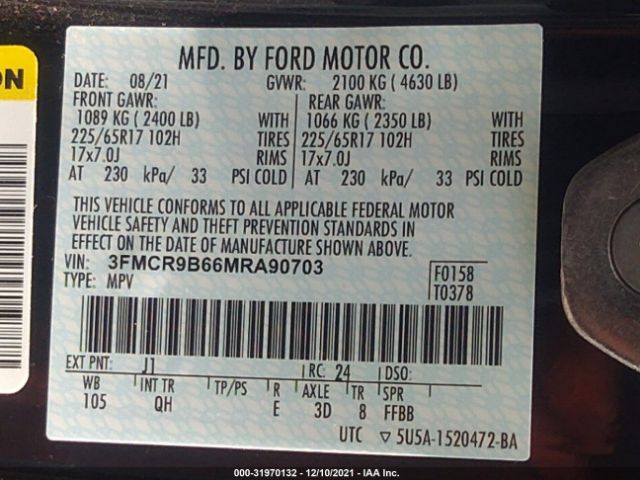 ON
MFD. BY FORD MOTOR CO.
DATE: 08/21 GVWR: 2100 KG ( 4630 LB)
FRONT GAWR: REAR GAWR:
1089 KG ( 2400 LB) WITH 1066 KG ( 2350 LB) WITH
225/65R17 102H TIRES 225/65R17 102H TIRES
17x7.0J RIMS 17x7.0J RIMS
AT 230 kPa/ 33 PSI COLD AT 230 kPa/ 33 PSI COLD
THIS VEHICLE CONFORMS TO ALL APPLICABLE FEDERAL MOTOR
VEHICLE SAFETY AND THEFT PREVENTION STANDARDS IN
EFFECT ON THE DATE OF MANUFACTURE SHOWN ABOVE.
VIN: 3FMCR9B66MRA90703 F0158
TYPE: MPV T0378
EXT PNT: J1 RC: 24 DSO:
WB INT TR TP/PS R AXLE TR SPR
105 QH E 3D 8 FFBB
UTC ▽ 5U5A-1520472-BA
000-31970132 - 12/10/2021 - IAA Inc.